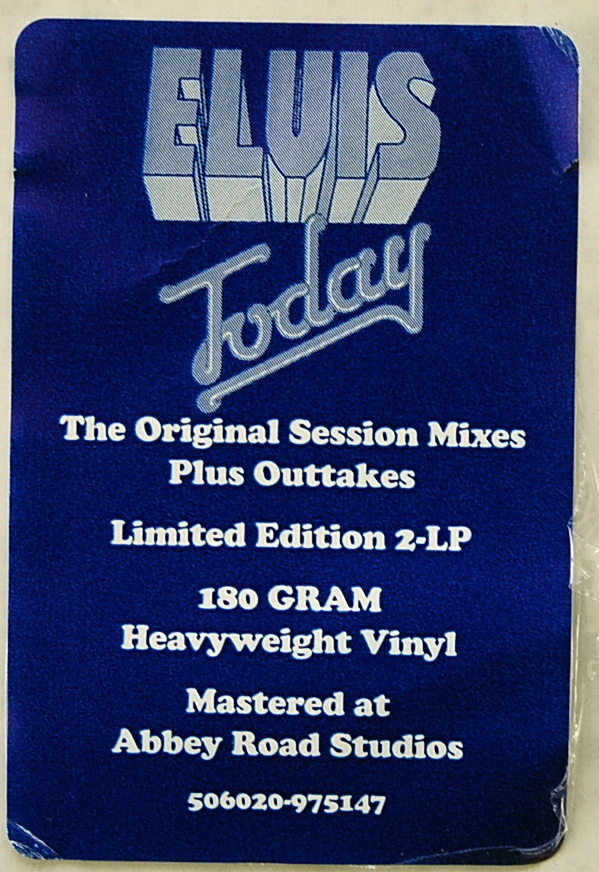 ELVIS
Today
The Original Session Mixes
Plus Outtakes
Limited Edition 2-LP
180 GRAM
Heavyweight Vinyl
Mastered at
Abbey Road Studios
506020-975147